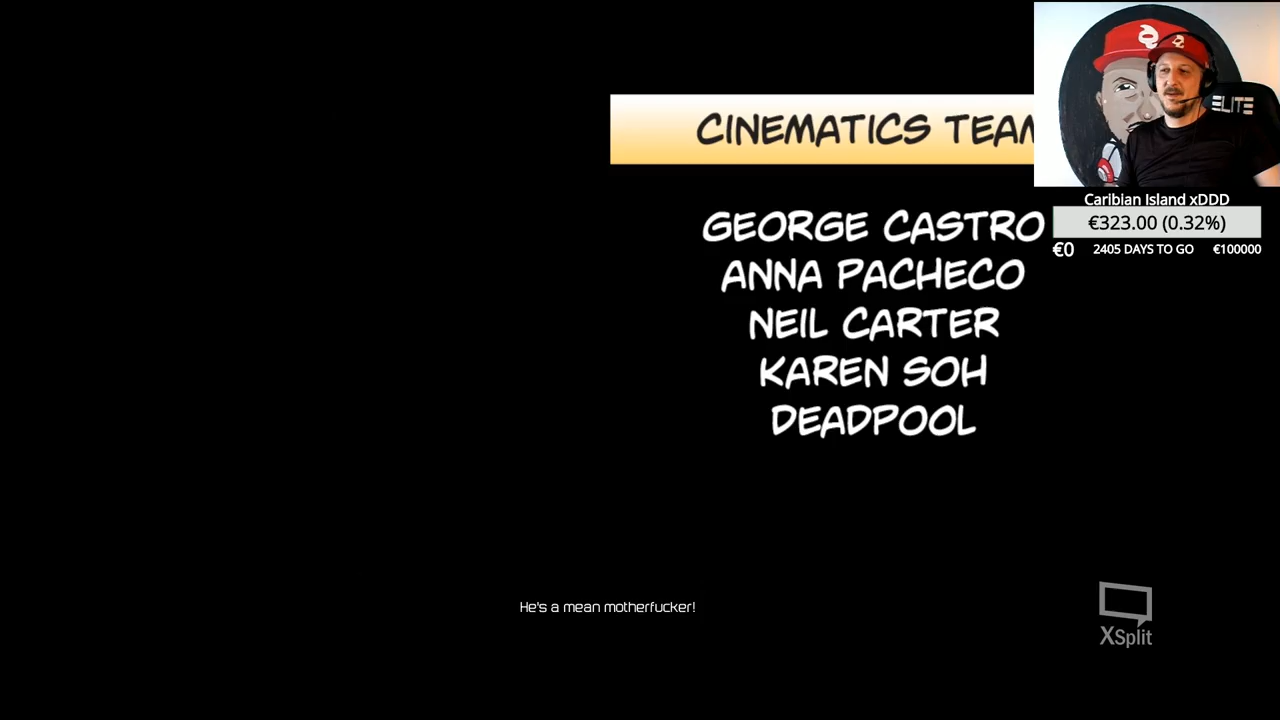 CINEMATICS TEAM
GEORGE CASTRO
ANNA PACHECO
NEIL CARTER
KAREN SOH
DEADPOOL
He's a mean motherfucker!
ELITE
Caribian Island xDDD
€323.00 (0.32%)
€0 2405 DAYS TO GO €100000
XSplit